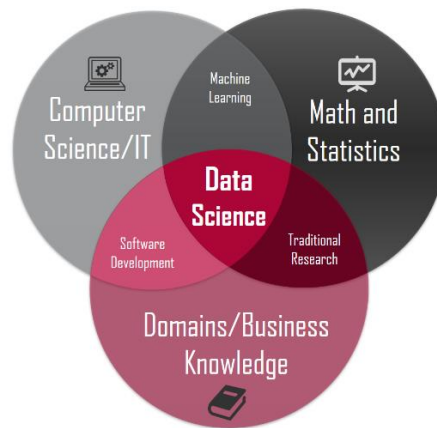 Machine
Learning
Computer
Science/IT
Math and
Statistics
Data
Science
Software
Development
Traditional
Research
Domains/Business
Knowledge